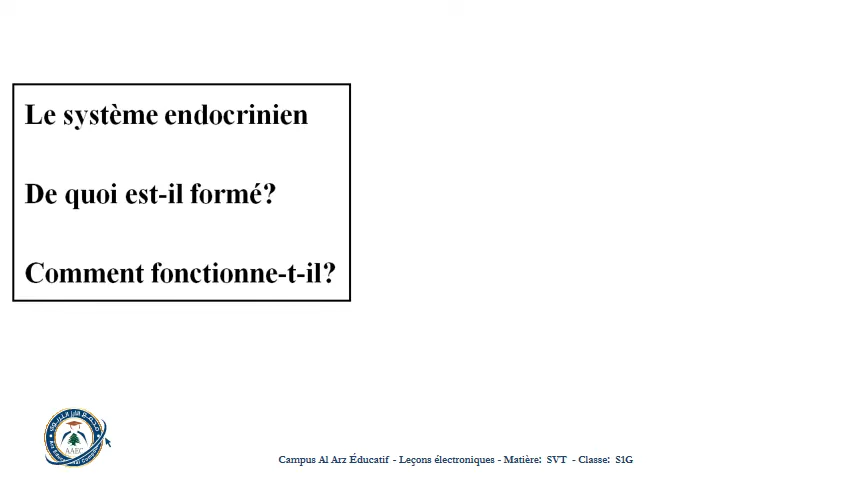 Le système endocrinien
De quoi est-il formé?
Comment fonctionne-t-il?
AAEC
Campus Al Arz Éducatif - Leçons électroniques - Matière: SVT - Classe: S1G